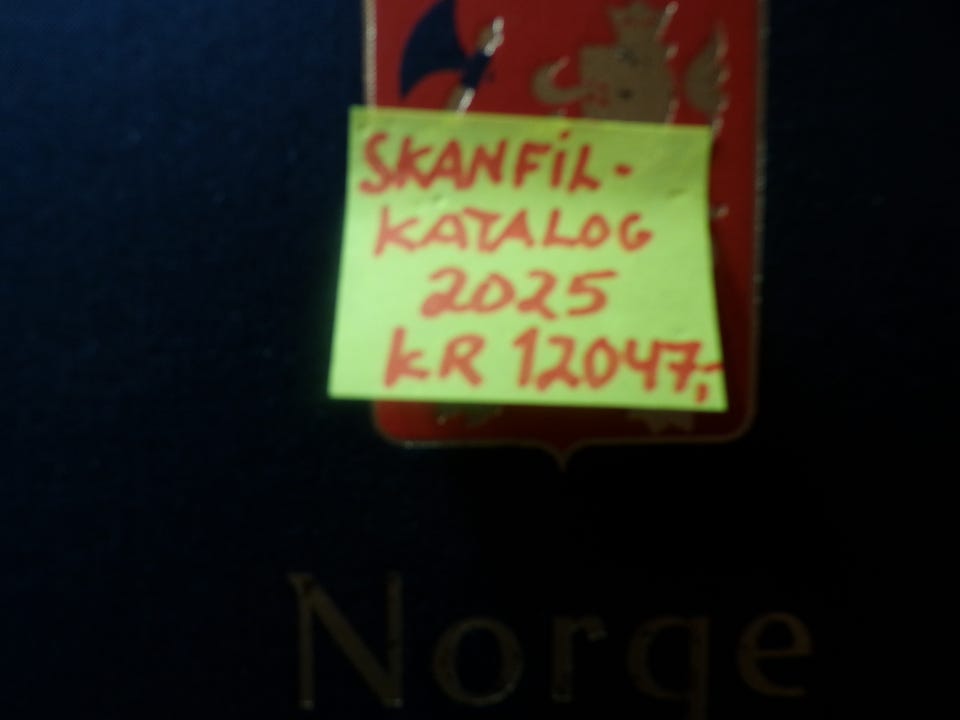 SKANFIL-
KATALOG
2025
KR 12047,-
Norge